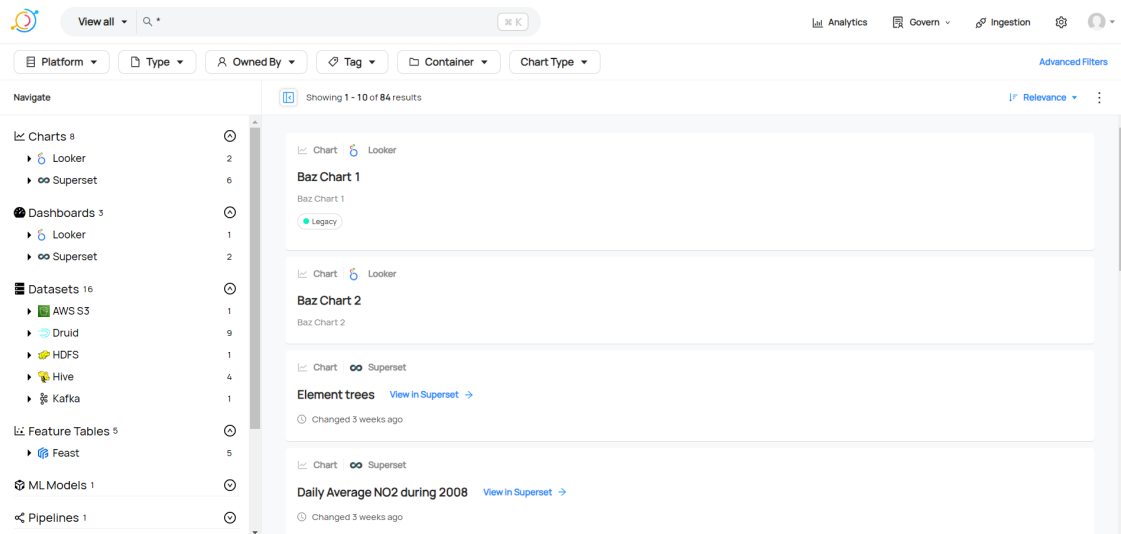 View all
*
⌘ K
Analytics
Govern
Ingestion
Platform
Type
Owned By
Tag
Container
Chart Type
Advanced Filters
Navigate
Showing 1 - 10 of 84 results
Relevance
Charts 8
Looker 2
Superset 6
Dashboards 3
Looker 1
Superset 2
Datasets 16
AWS S3 1
Druid 9
HDFS 1
Hive 4
Kafka 1
Feature Tables 5
Feast 5
ML Models 1
Pipelines 1
Chart Looker
Baz Chart 1
Baz Chart 1
Legacy
Chart Looker
Baz Chart 2
Baz Chart 2
Chart Superset
Element trees View in Superset
Changed 3 weeks ago
Chart Superset
Daily Average NO2 during 2008 View in Superset
Changed 3 weeks ago